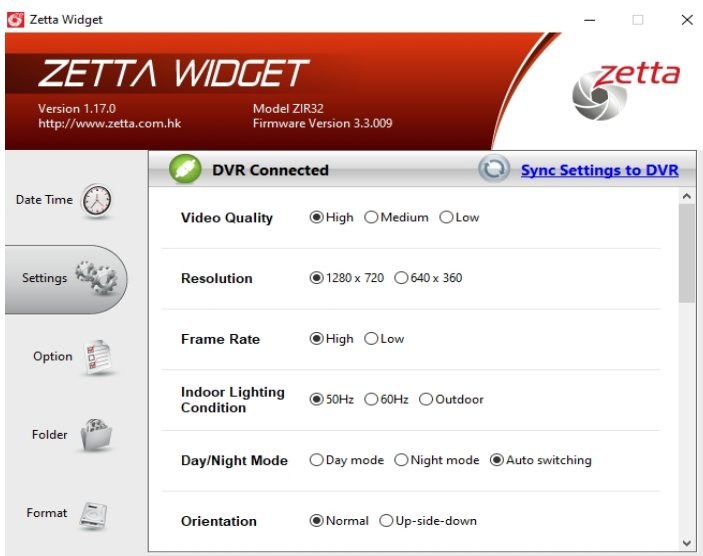 Zetta Widget
ZETTA WIDGET
zetta
Version 1.17.0 Model ZIR32
http://www.zetta.com.hk Firmware Version 3.3.009
DVR Connected Sync Settings to DVR
Date Time
Settings
Option
Folder
Format
Video Quality High Medium Low
Resolution 1280 x 720 640 x 360
Frame Rate High Low
Indoor Lighting
Condition 50Hz 60Hz Outdoor
Day/Night Mode Day mode Night mode Auto switching
Orientation Normal Up-side-down